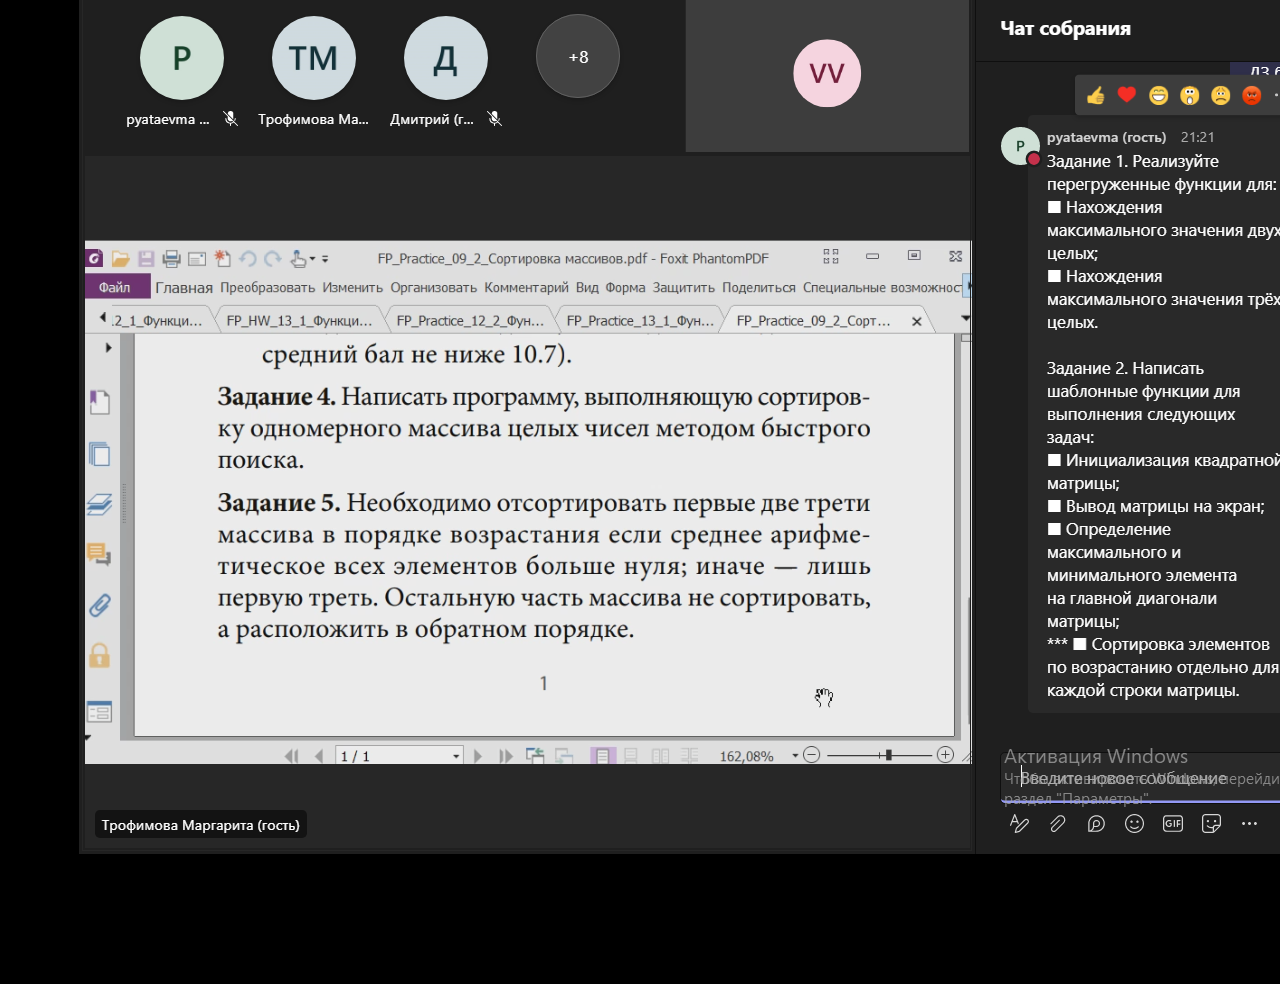 P
ТМ
Д
+8
VV
pyataevma ...
Трофимова Ма...
Дмитрий (г...
FP_Practice_09_2_Сортировка массивов.pdf - Foxit PhantomPDF
Файл Главная Преобразовать Изменить Организовать Комментарий Вид Форма Защитить Поделиться Специальные возможнос
.2_1_Функци... FP_HW_13_1_Функци... FP_Practice_12_2_Фун... FP_Practice_13_1_Фун... FP_Practice_09_2_Сорт...
средний бал не ниже 10.7).
Задание 4. Написать программу, выполняющую сортиров-
ку одномерного массива целых чисел методом быстрого
поиска.
Задание 5. Необходимо отсортировать первые две трети
массива в порядке возрастания если среднее арифме-
тическое всех элементов больше нуля; иначе — лишь
первую треть. Остальную часть массива не сортировать,
а расположить в обратном порядке.
1
1 / 1
162,08%
Трофимова Маргарита (гость)
Чат собрания
P
pyataevma (гость) 21:21
Задание 1. Реализуйте
перегруженные функции для:
■ Нахождения
максимального значения двух
целых;
■ Нахождения
максимального значения трёх
целых.
Задание 2. Написать
шаблонные функции для
выполнения следующих
задач:
■ Инициализация квадратной
матрицы;
■ Вывод матрицы на экран;
■ Определение
максимального и
минимального элемента
на главной диагонали
матрицы;
*** ■ Сортировка элементов
по возрастанию отдельно для
каждой строки матрицы.
Активация Windows
Введите новое сообщение
раздел "Параметры".
GIF